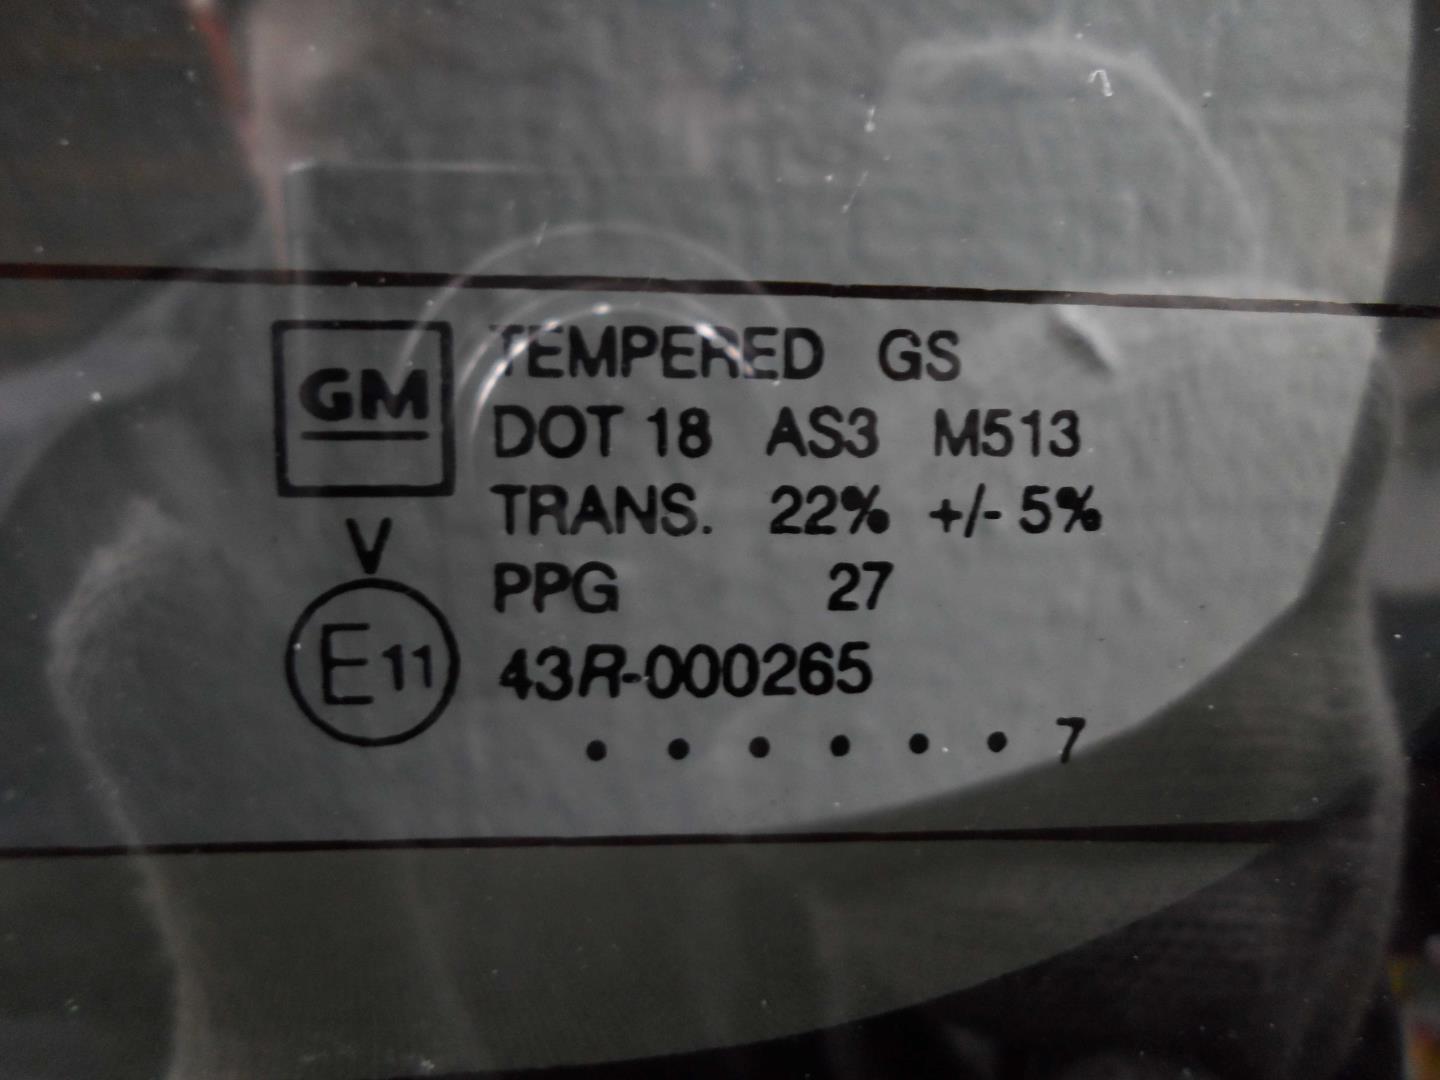 GM TEMPERED GS
DOT 18 AS3 M513
TRANS. 22% +/- 5%
V
PPG 27
E11 43R-000265
• • • • • • 7